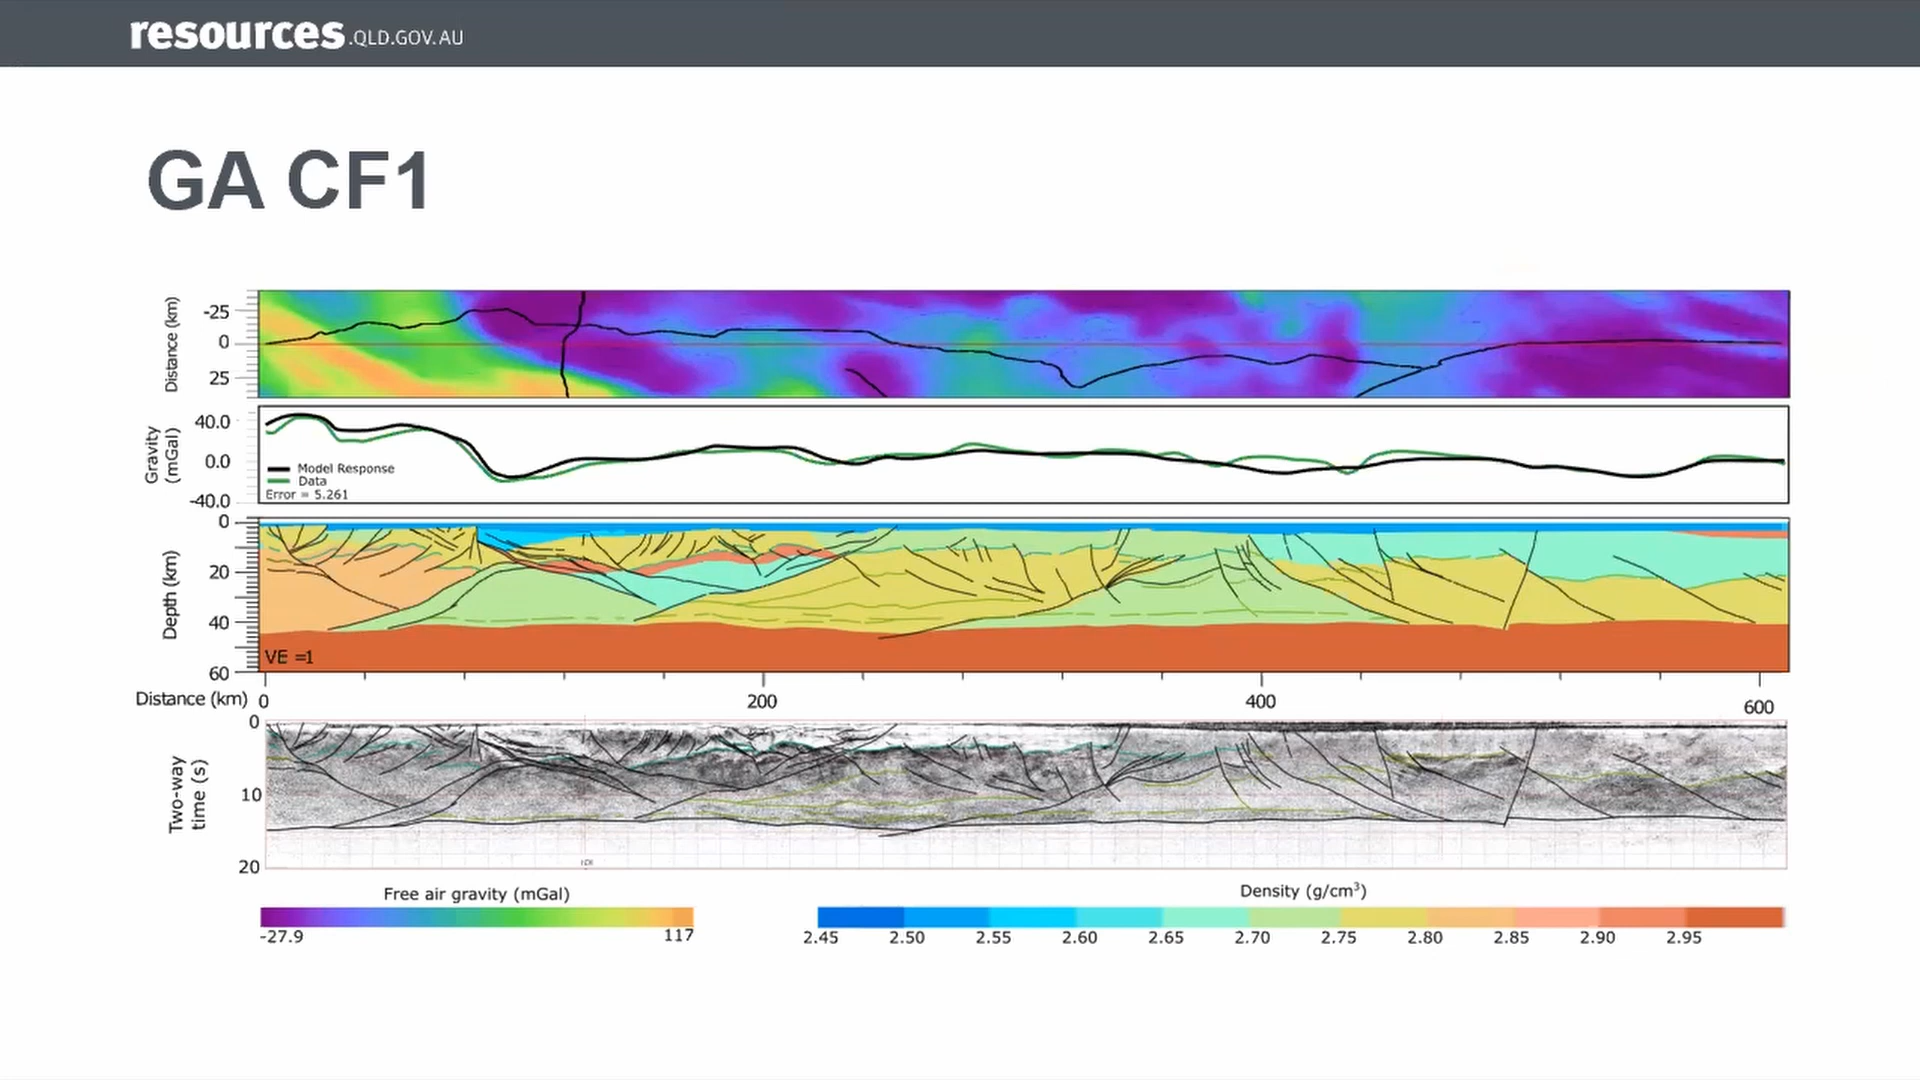 resources.QLD.GOV.AU
GA CF1
Distance (km)
-25
0
25
Gravity
(mGal)
40.0
0.0
-40.0
Model Response
Data
Error = 5.261
Depth (km)
0
20
40
60
VE =1
Distance (km)
0
200
400
600
Two-way
time (s)
0
10
20
Free air gravity (mGal)
-27.9
117
Density (g/cm³)
2.45 2.50 2.55 2.60 2.65 2.70 2.75 2.80 2.85 2.90 2.95